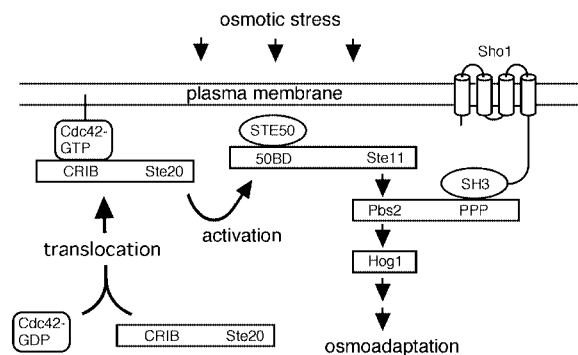 osmotic stress
Sho1
plasma membrane
Cdc42-
GTP
STE50
CRIB Ste20
50BD Ste11
SH3
Pbs2 PPP
activation
translocation
Hog1
Cdc42-
GDP
CRIB Ste20
osmoadaptation